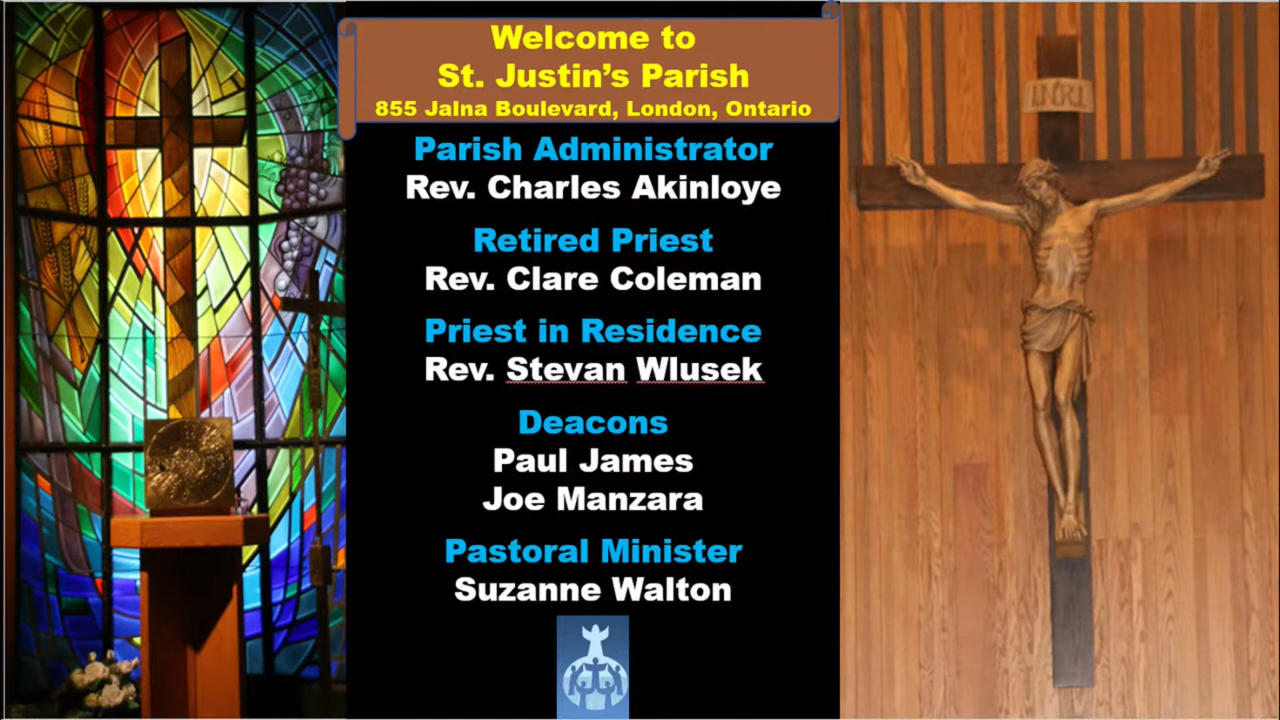 Welcome to
St. Justin's Parish
855 Jalna Boulevard, London, Ontario
Parish Administrator
Rev. Charles Akinloye
Retired Priest
Rev. Clare Coleman
Priest in Residence
Rev. Stevan Wlusek
Deacons
Paul James
Joe Manzara
Pastoral Minister
Suzanne Walton
I.N.R.I.